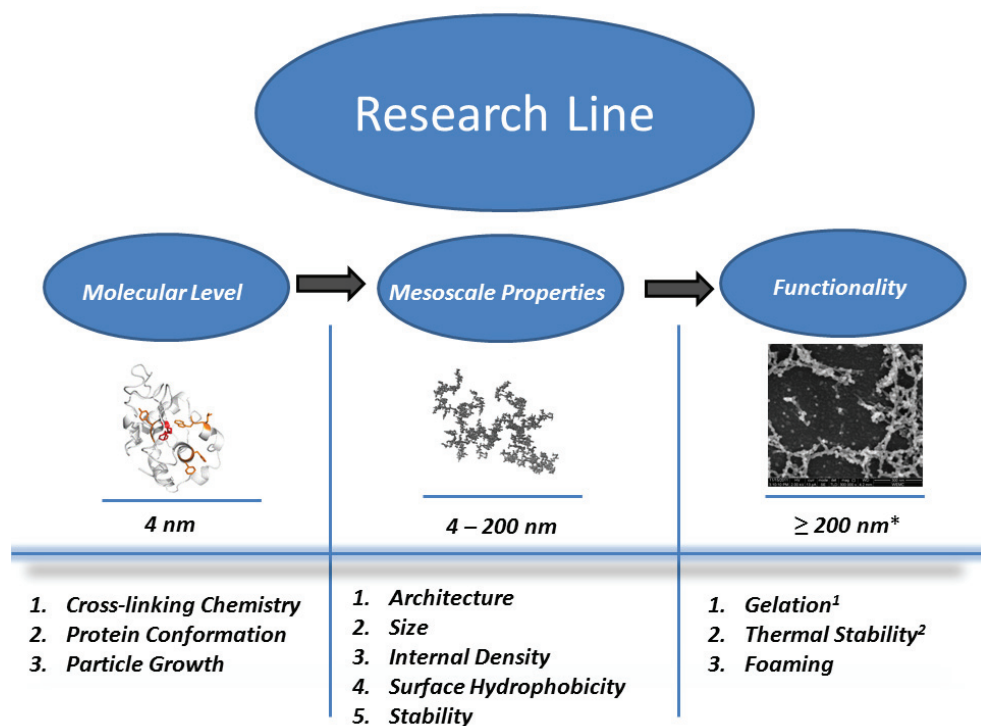 Research Line
Molecular Level
Mesoscale Properties
Functionality
4 nm
4 – 200 nm
≥ 200 nm*
1. Cross-linking Chemistry
2. Protein Conformation
3. Particle Growth
1. Architecture
2. Size
3. Internal Density
4. Surface Hydrophobicity
5. Stability
1. Gelation¹
2. Thermal Stability²
3. Foaming